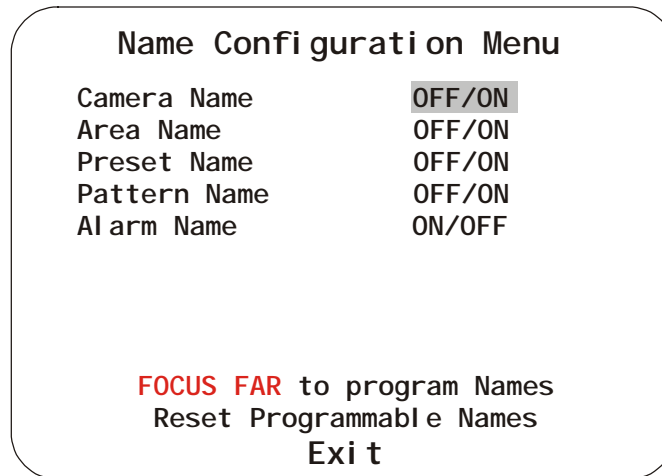 Name Configuration Menu
Camera Name OFF/ON
Area Name OFF/ON
Preset Name OFF/ON
Pattern Name OFF/ON
Alarm Name ON/OFF
FOCUS FAR to program Names
Reset Programmable Names
Exit